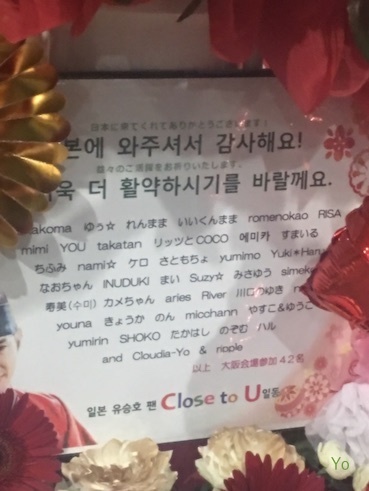 日本に来てくれてありがとうございます!
본에 와주셔서 감사해요!
益々のご活躍をお祈りいたします。
욱 더 활약하시기를 바랄게요.
akoma ゆぅ☆ れんまま いいくんまま romenokao RISA
mimi YOU takatan リッツとCOCO 에미카 すまいる
ちふみ nami☆ ケロ さともちょ yumimo Yuki*Haru
なおちゃん INUDUKI まい Suzy☆ みさゆう simek
寿美(수미) カメちゃん aries River 川口ゆき
youna きょうか のん micchann やすこ&ゆうこ
yumirin SHOKO たかはし のぞむ ハル
and Cloudia-Yo & ripple
以上 大阪会場参加42名
일본 유승호 팬 Close to U 일동
Yo